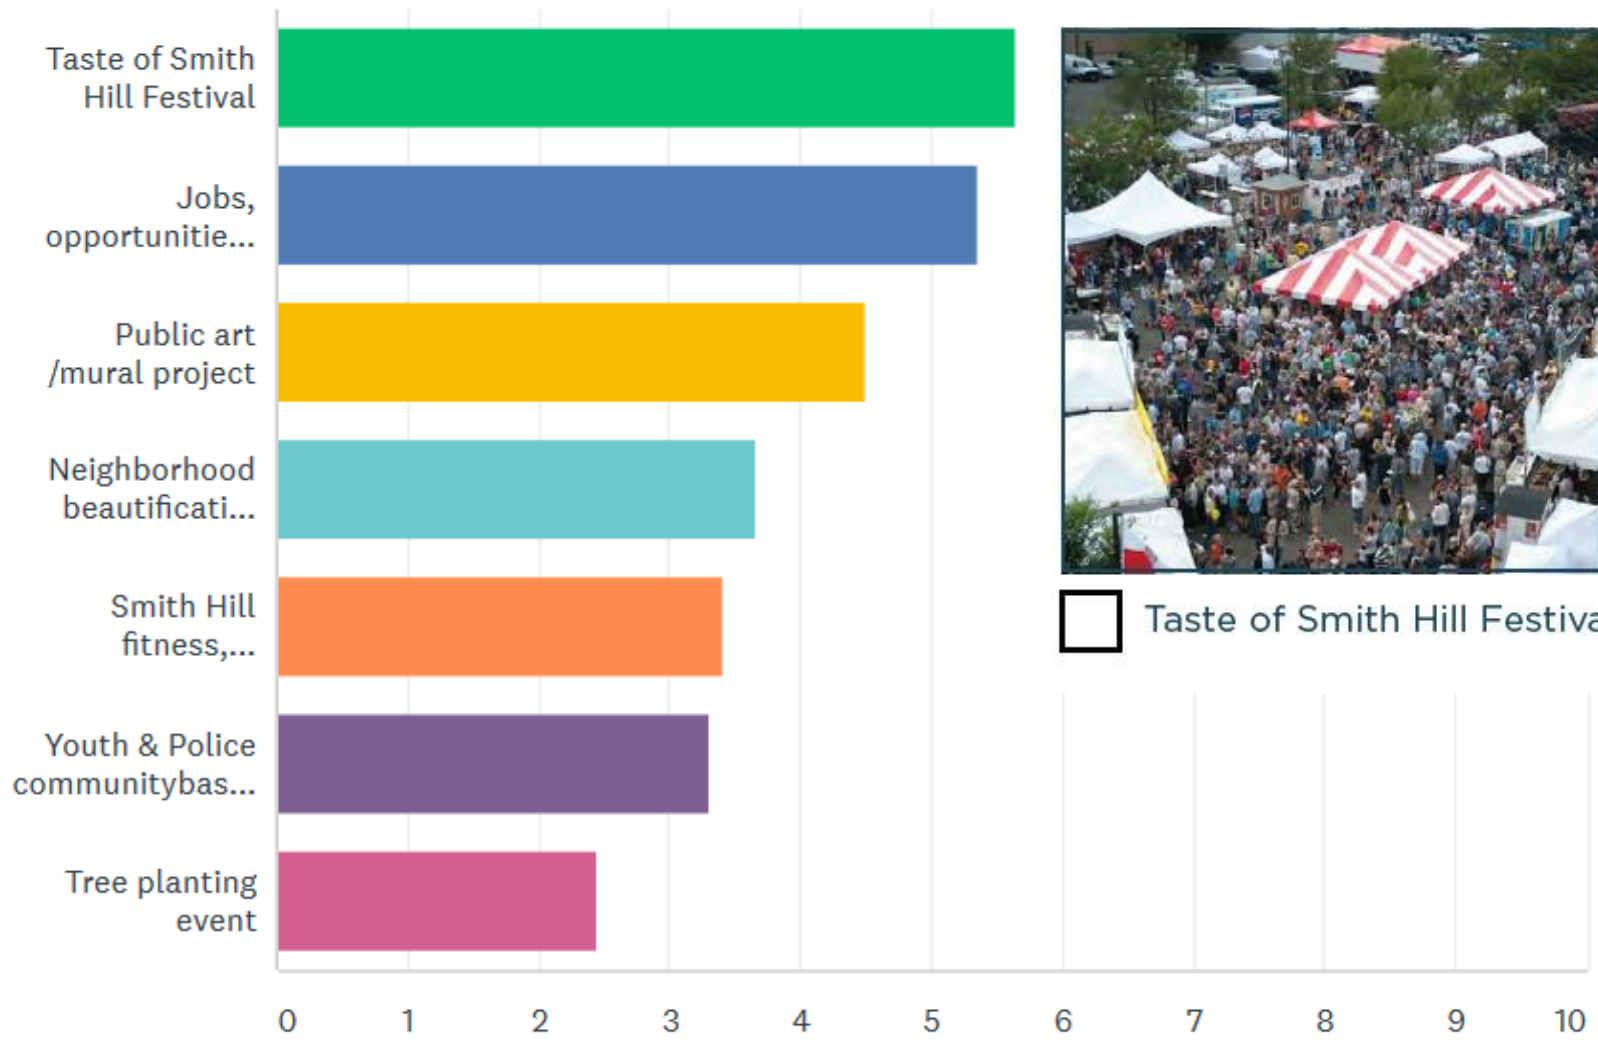 Taste of Smith
Hill Festival
Jobs,
opportunitie...
Public art
/mural project
Neighborhood
beautificati...
Smith Hill
fitness,...
Youth & Police
communitybas...
Tree planting
event
Taste of Smith Hill Festiva
0 1 2 3 4 5 6 7 8 9 10